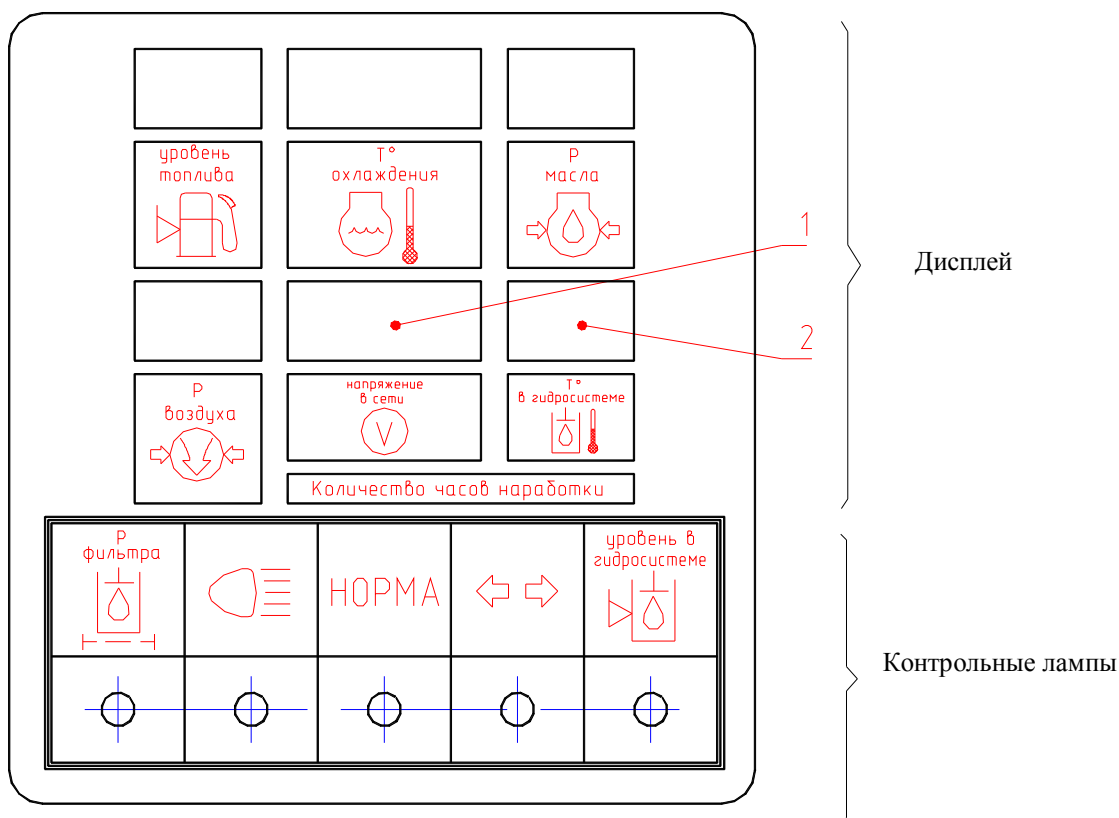 уровень
топлива
T°
охлаждения
P
масла
1
2
Дисплей
P
воздуха
напряжение
в сети
V
T°
в гидросистеме
Количество часов наработки
P
фильтра
НОРМА
уровень в
гидросистеме
Контрольные лампы